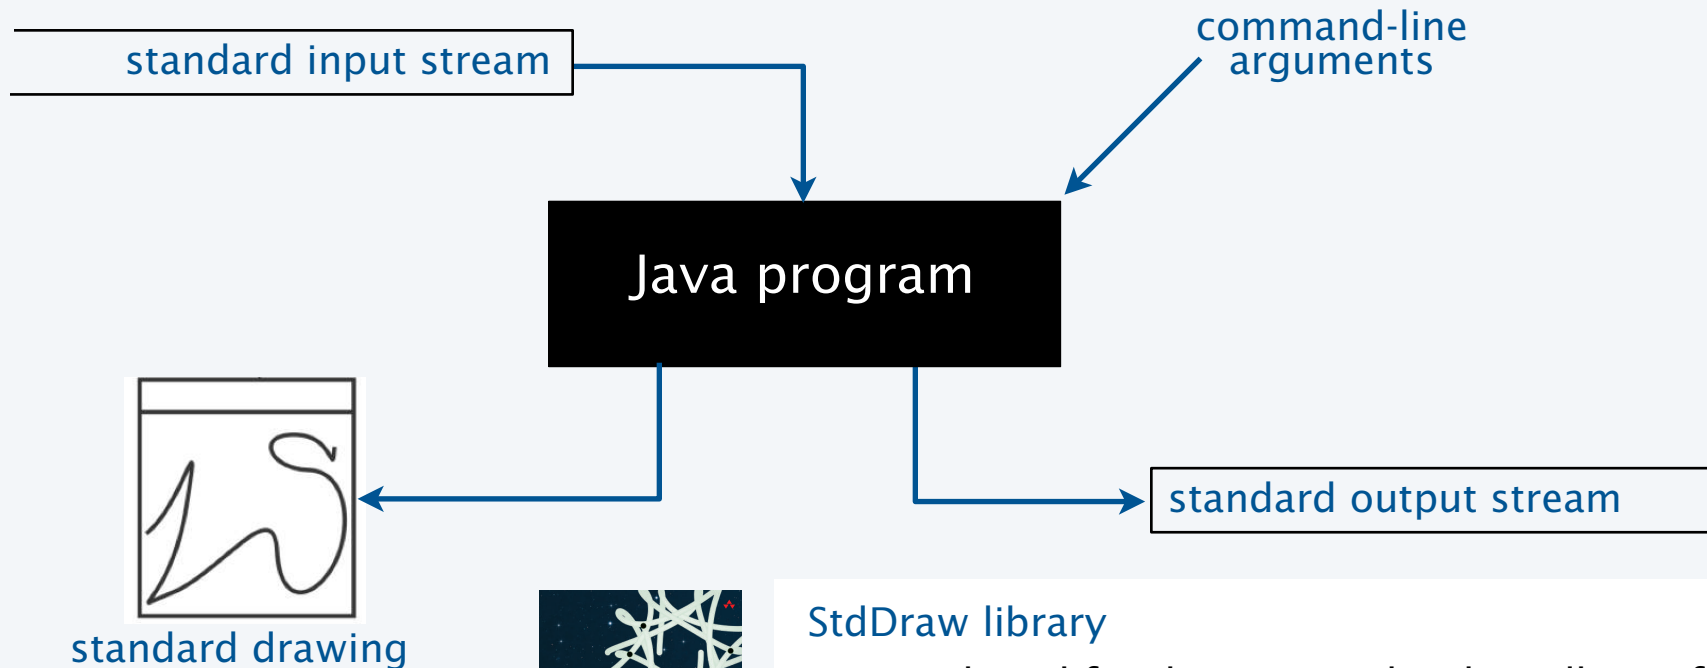 command-line
arguments
standard input stream
Java program
standard output stream
standard drawing
StdDraw library